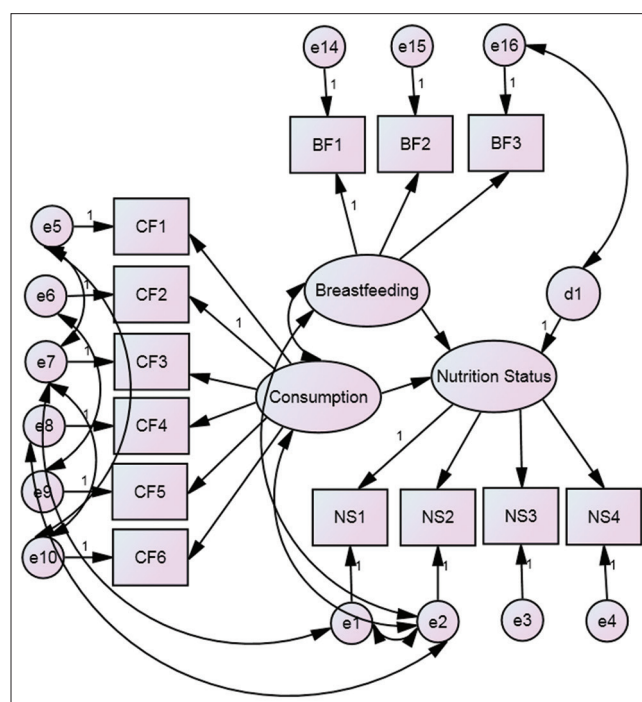 e14 e15 e16
1 1 1
BF1 BF2 BF3
1
e5 1 CF1
e6 1 CF2
1
Breastfeeding
d1
1
e7 1 CF3
Consumption
Nutrition Status
e8 1 CF4
1
e9 1 CF5
NS1 NS2 NS3 NS4
e10 1 CF6
1 1 1 1
e1 e2 e3 e4